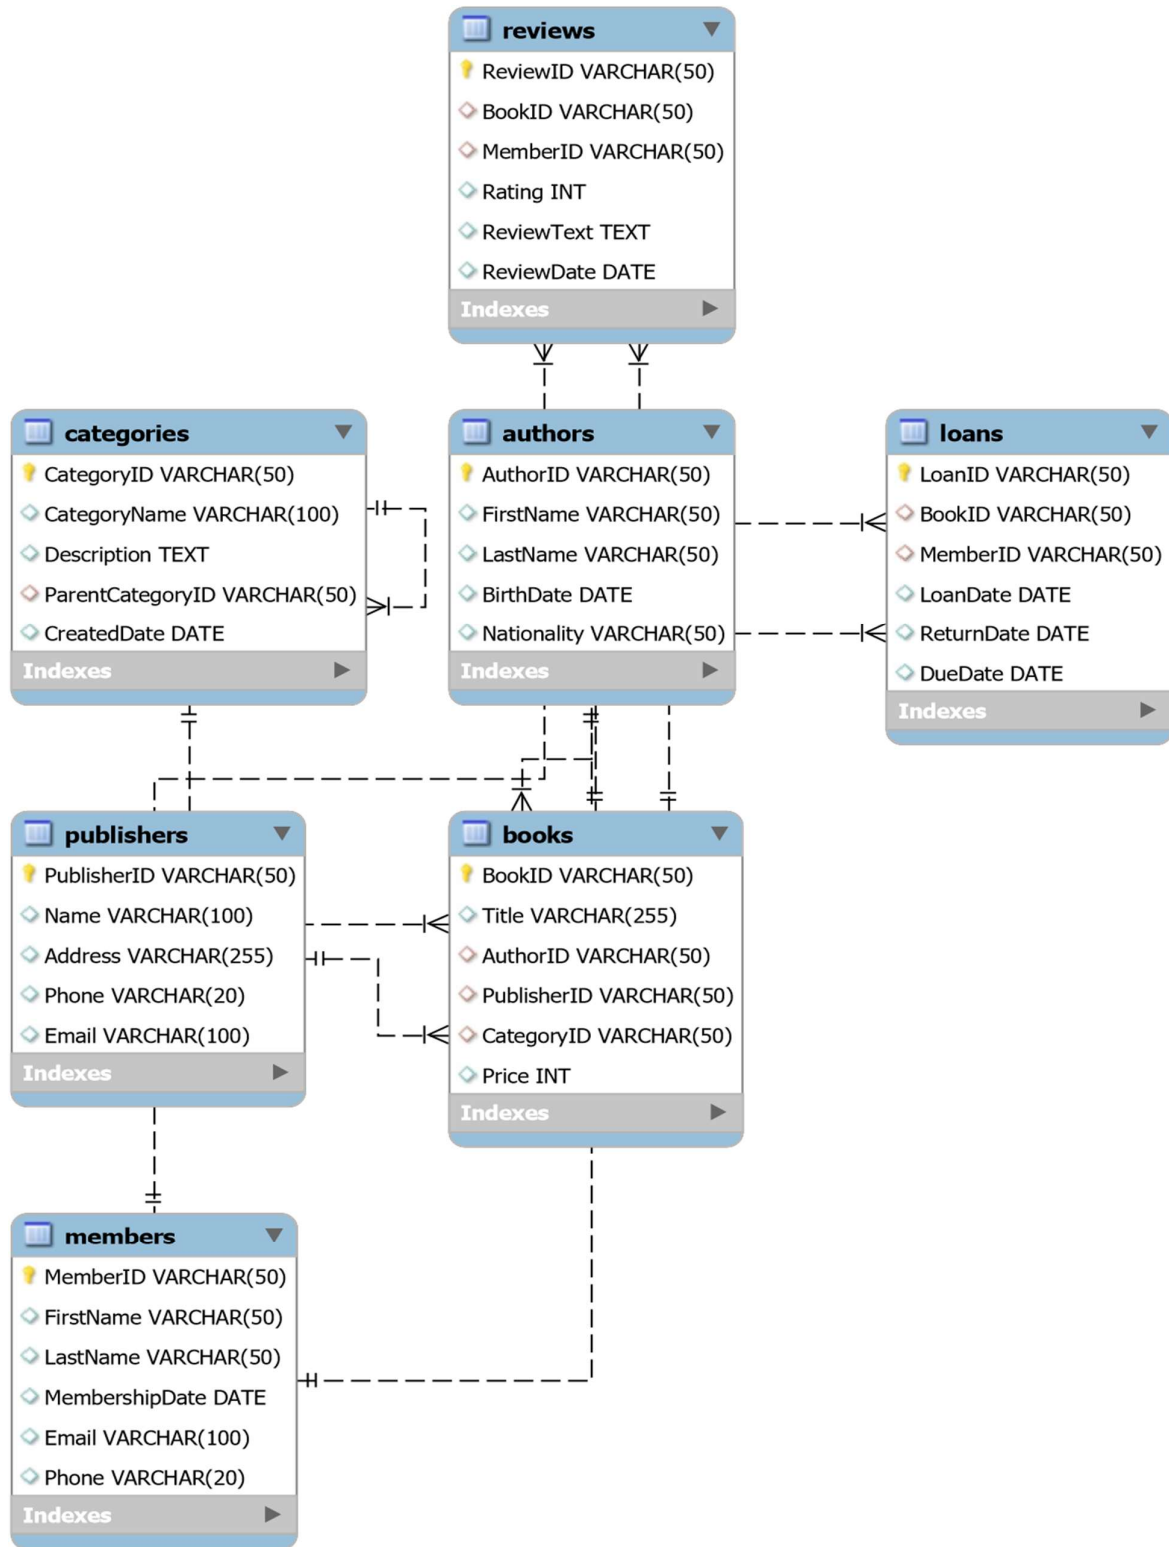 reviews
ReviewID VARCHAR(50)
BookID VARCHAR(50)
MemberID VARCHAR(50)
Rating INT
ReviewText TEXT
ReviewDate DATE
Indexes
categories
CategoryID VARCHAR(50)
CategoryName VARCHAR(100)
Description TEXT
ParentCategoryID VARCHAR(50)
CreatedDate DATE
Indexes
authors
AuthorID VARCHAR(50)
FirstName VARCHAR(50)
LastName VARCHAR(50)
BirthDate DATE
Nationality VARCHAR(50)
Indexes
loans
LoanID VARCHAR(50)
BookID VARCHAR(50)
MemberID VARCHAR(50)
LoanDate DATE
ReturnDate DATE
DueDate DATE
Indexes
publishers
PublisherID VARCHAR(50)
Name VARCHAR(100)
Address VARCHAR(255)
Phone VARCHAR(20)
Email VARCHAR(100)
Indexes
books
BookID VARCHAR(50)
Title VARCHAR(255)
AuthorID VARCHAR(50)
PublisherID VARCHAR(50)
CategoryID VARCHAR(50)
Price INT
Indexes
members
MemberID VARCHAR(50)
FirstName VARCHAR(50)
LastName VARCHAR(50)
MembershipDate DATE
Email VARCHAR(100)
Phone VARCHAR(20)
Indexes